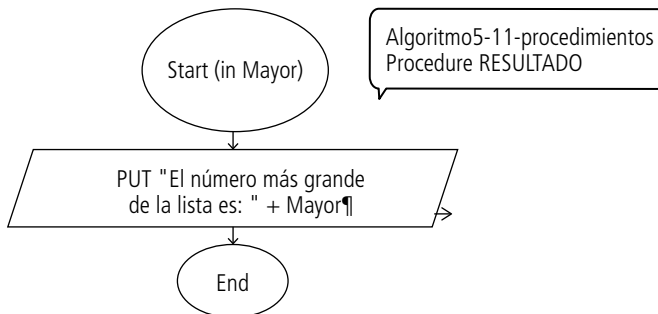 Algoritmo5-11-procedimientos
Procedure RESULTADO
Start (in Mayor)
PUT "El número más grande
de la lista es: " + Mayor¶
End